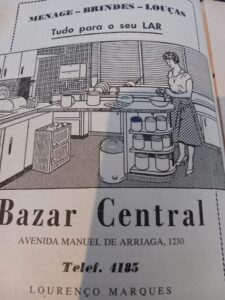 MENAGE – BRINDES – LOUÇAS
Tudo para o seu LAR
Bazar Central
AVENIDA MANUEL DE ARRIAGA, 1230
Telef. 4185
LOURENÇO MARQUES